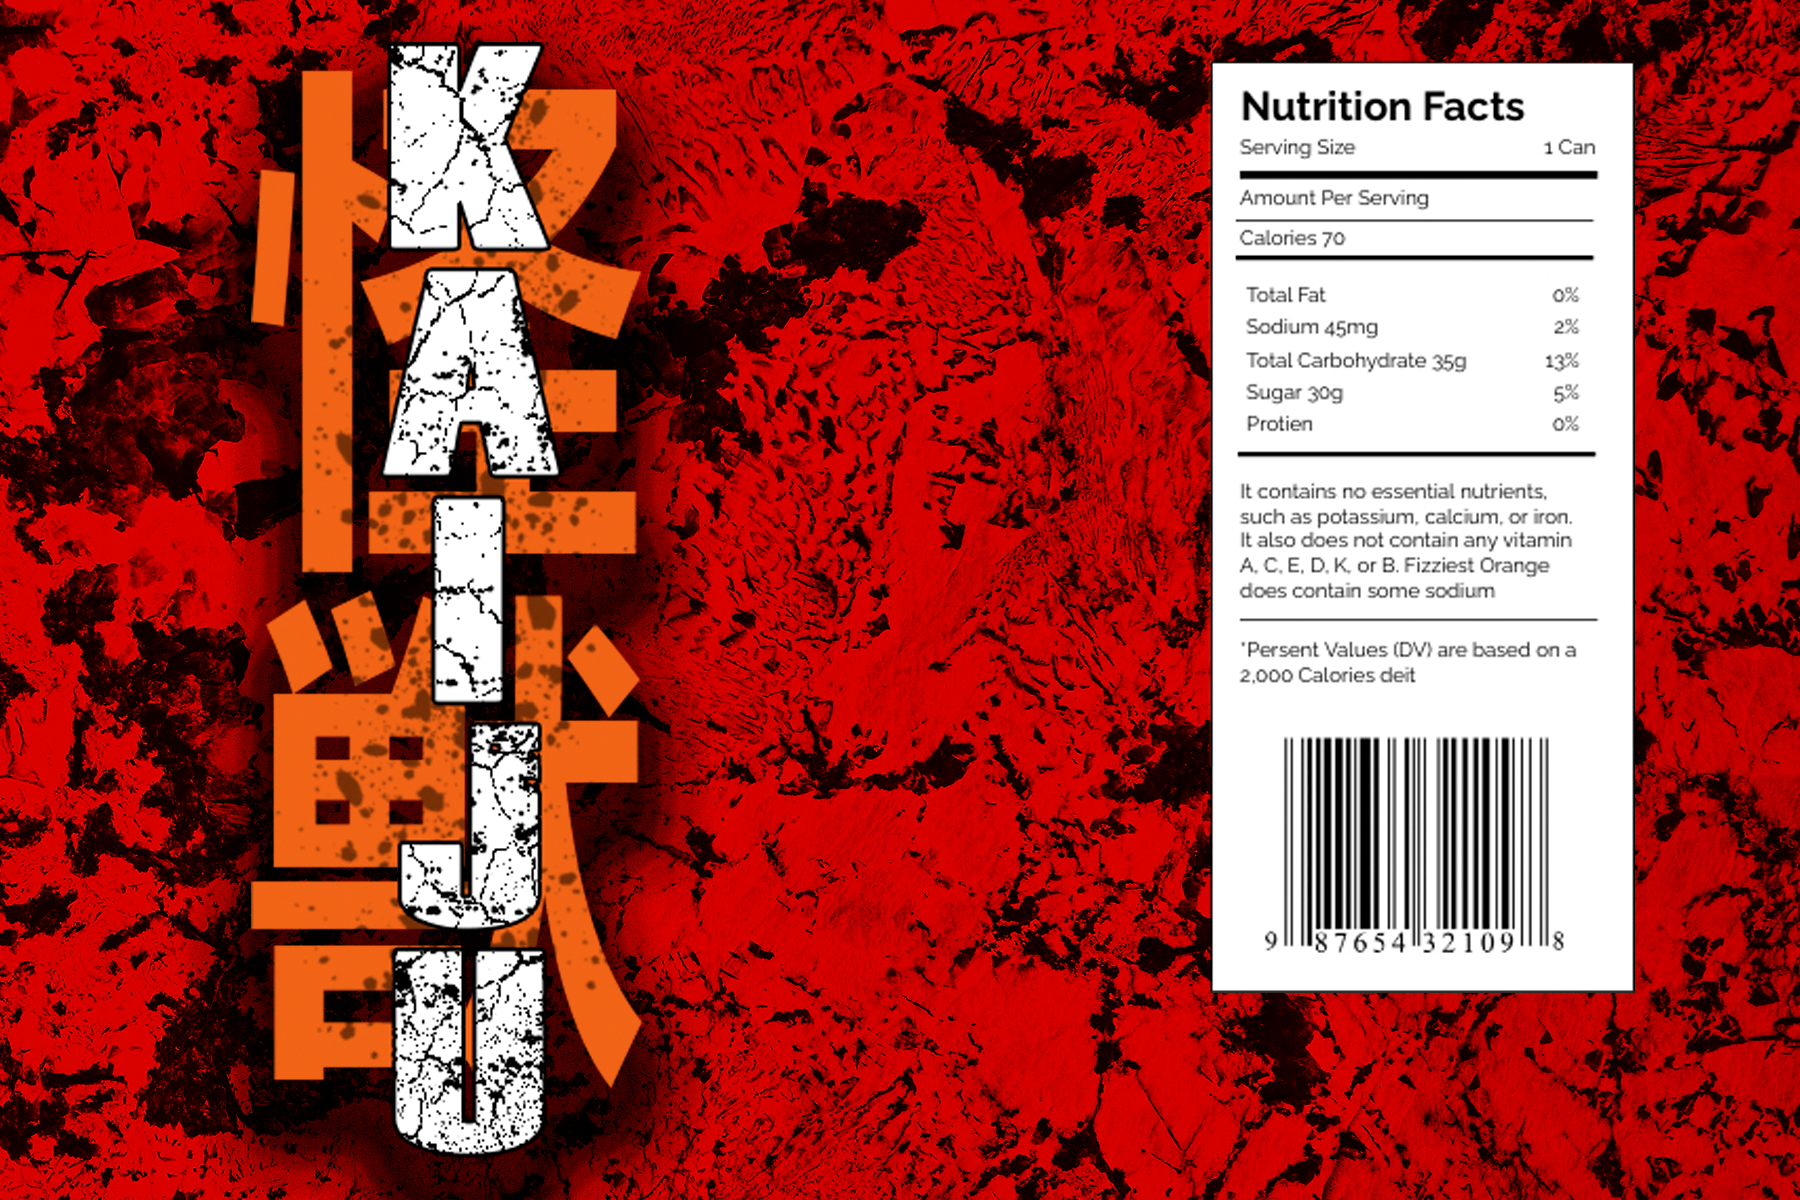 怪獣
KAIJU
Nutrition Facts
Serving Size 1 Can
Amount Per Serving
Calories 70
Total Fat 0%
Sodium 45mg 2%
Total Carbohydrate 35g 13%
Sugar 30g 5%
Protien 0%
It contains no essential nutrients,
such as potassium, calcium, or iron.
It also does not contain any vitamin
A, C, E, D, K, or B. Fizziest Orange
does contain some sodium
*Persent Values (DV) are based on a
2,000 Calories deit
9 87654 32109 8